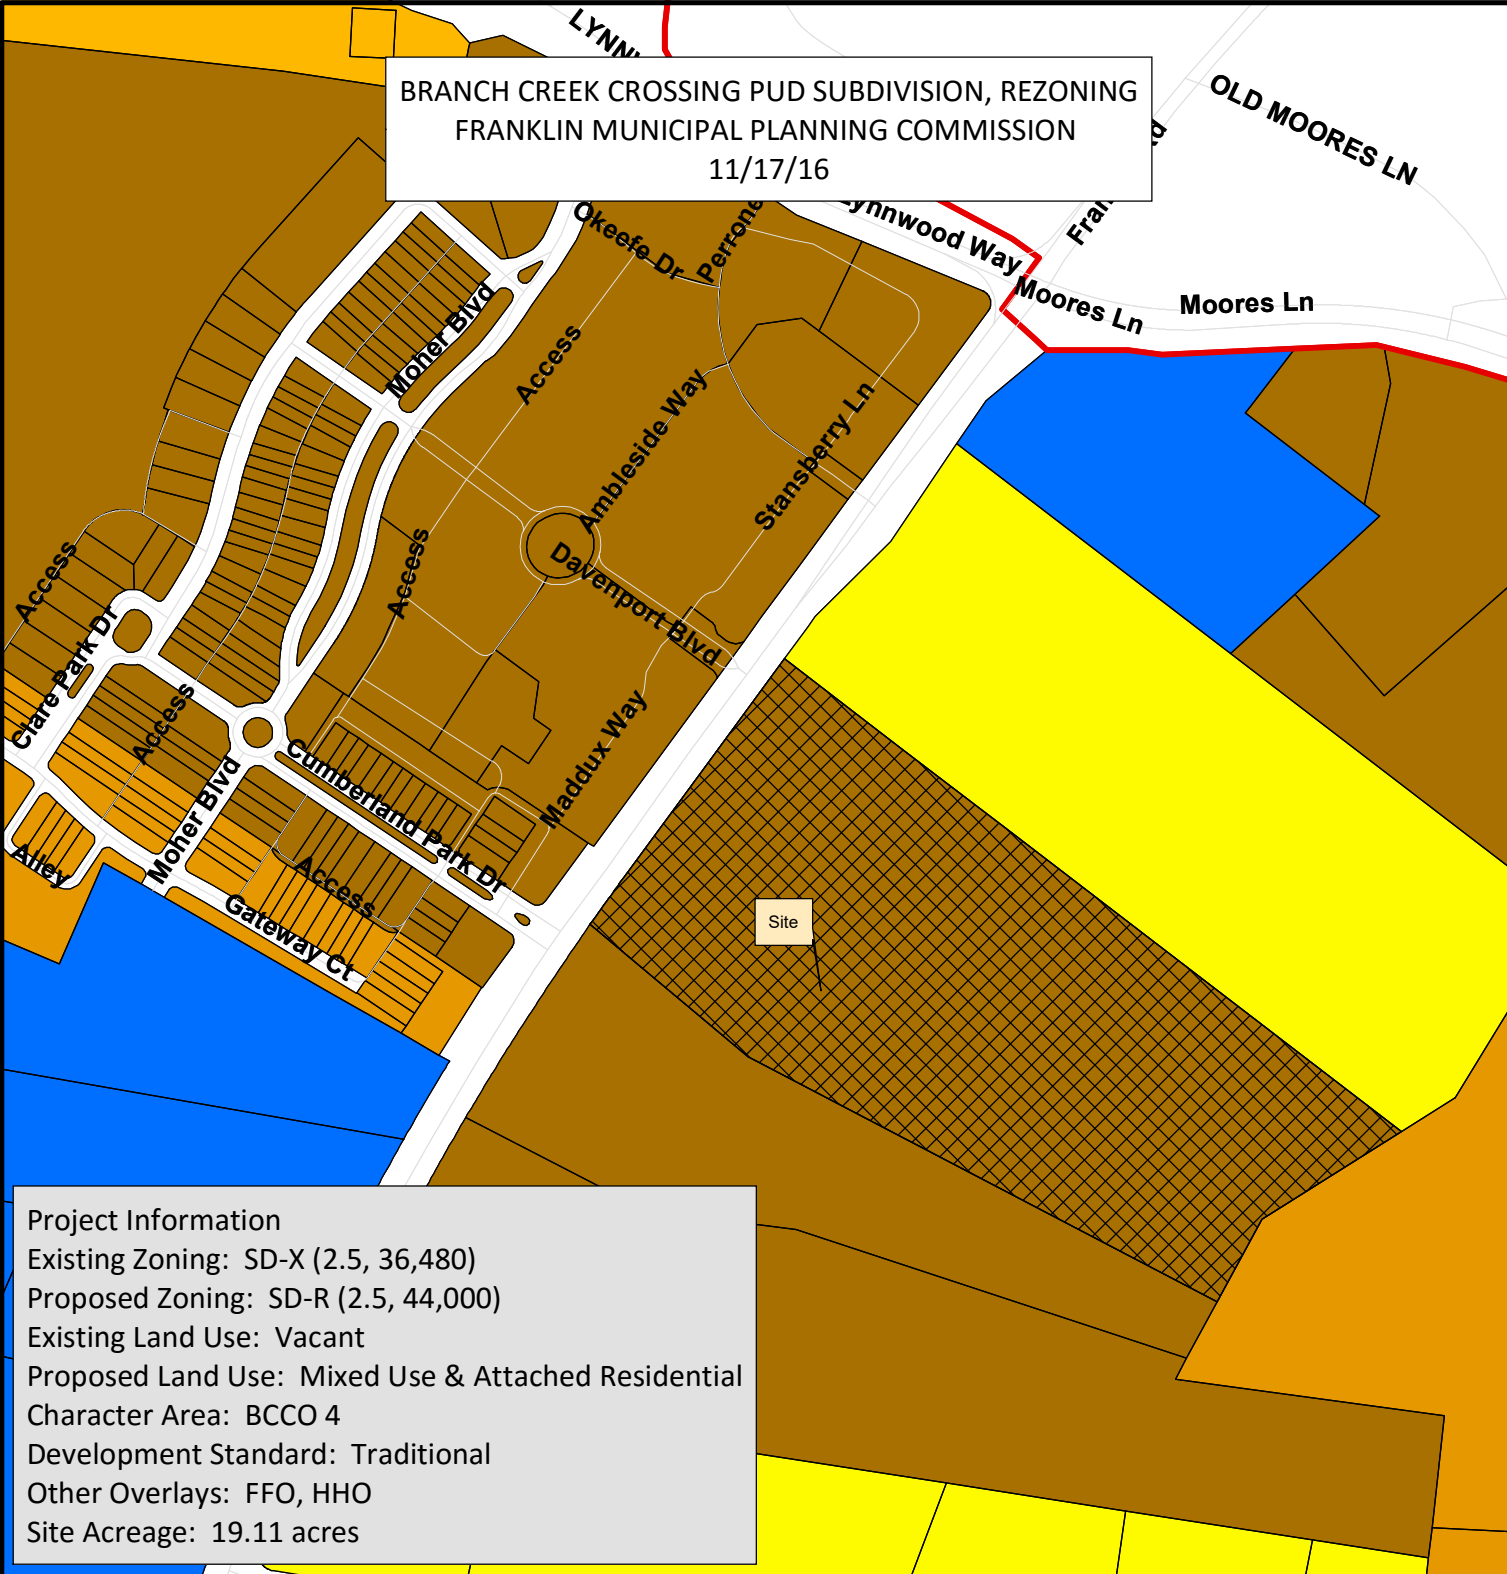 BRANCH CREEK CROSSING PUD SUBDIVISION, REZONING
FRANKLIN MUNICIPAL PLANNING COMMISSION
11/17/16
OLD MOORES LN
Lynnwood Way
Moores Ln
Moores Ln
Okeefe Dr
Perrone
Moher Blvd
Access
Ambleside Way
Stansberry Ln
Access
Davenport Blvd
Access
Clare Park Dr
Access
Maddux Way
Cumberland Park Dr
Moher Blvd
Alley
Access
Gateway Ct
Site
Project Information
Existing Zoning: SD-X (2.5, 36,480)
Proposed Zoning: SD-R (2.5, 44,000)
Existing Land Use: Vacant
Proposed Land Use: Mixed Use & Attached Residential
Character Area: BCCO 4
Development Standard: Traditional
Other Overlays: FFO, HHO
Site Acreage: 19.11 acres